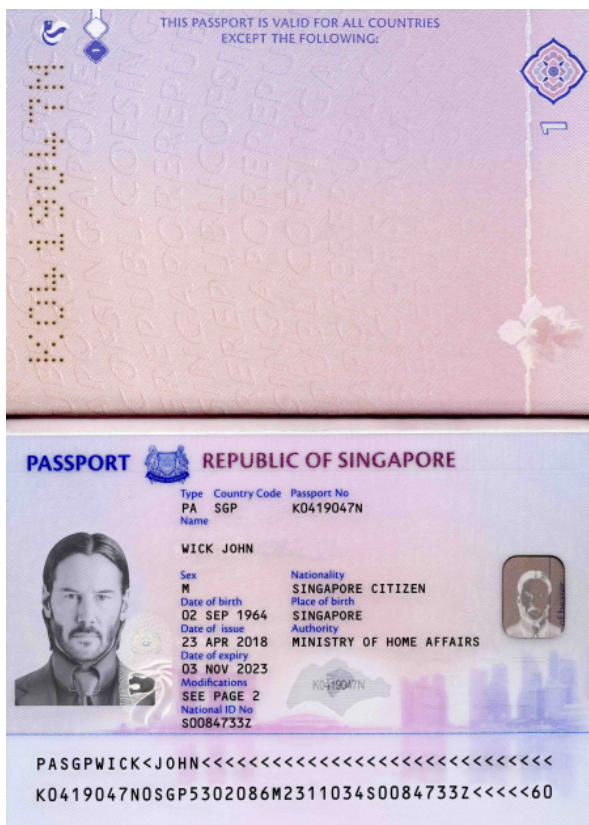 THIS PASSPORT IS VALID FOR ALL COUNTRIES
EXCEPT THE FOLLOWING:
1
PASSPORT REPUBLIC OF SINGAPORE
Type Country Code Passport No
PA SGP K0419047N
Name
WICK JOHN
Sex Nationality
M SINGAPORE CITIZEN
Date of birth Place of birth
02 SEP 1964 SINGAPORE
Date of issue Authority
23 APR 2018 MINISTRY OF HOME AFFAIRS
Date of expiry
03 NOV 2023
Modifications
SEE PAGE 2
K0419047N
National ID No
S0084733Z
PASGPWICK<JOHN<<<<<<<<<<<<<<<<<<<<<<<<<<<<<<
K0419047N0SGP5302086M2311034S0084733Z<<<<<60